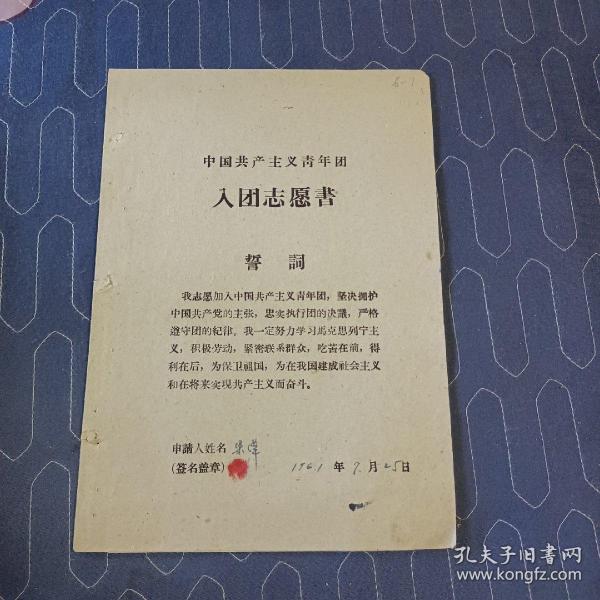 6-1
中国共产主义青年团
入团志愿書
誓 詞
我志愿加入中国共产主义青年团，坚决拥护
中国共产党的主张，忠实执行团的决議，严格
遵守团的紀律，我一定努力学习馬克思列宁主
义，积极劳动，紧密联系群众，吃苦在前，得
利在后，为保卫祖国，为在我国建成社会主义
和在将来实现共产主义而奋斗。
申請人姓名
(签名盖章)
1961 年 7 月 25 日
孔夫子旧書网
www.kongfz.com